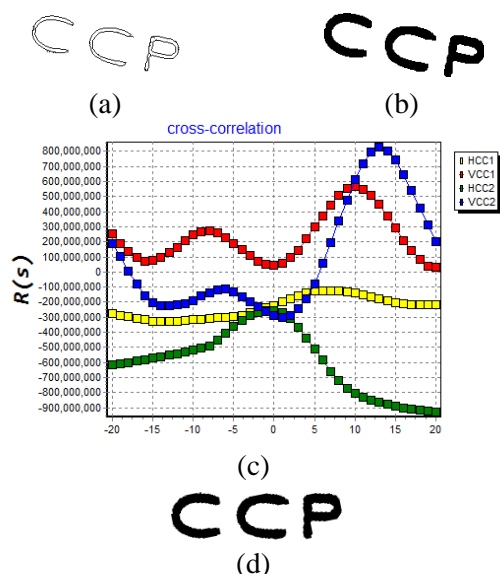 CCP CCP
(a) (b)
cross-correlation
800,000,000
700,000,000
600,000,000
500,000,000
400,000,000
300,000,000
200,000,000
100,000,000
0
-100,000,000
-200,000,000
-300,000,000
-400,000,000
-500,000,000
-600,000,000
-700,000,000
-800,000,000
-900,000,000
R(s)
-20 -15 -10 -5 0 5 10 15 20
HCC1
VCC1
HCC2
VCC2
(c)
CCP
(d)